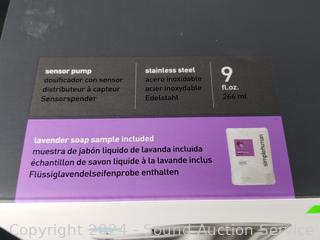 sensor pump
dosificador con sensor
distributeur à capteur
Sensorspender
stainless steel
acero inoxidable
acier inoxydable
Edelstahl
9
fl.oz.
266 ml
lavender soap sample included
muestra de jabón líquido de lavanda incluida
échantillon de savon liquide à la lavande inclus
Flüssiglavendelseifenprobe enthalten
simplehuman
Copyright 2024 - Sound Auction Service